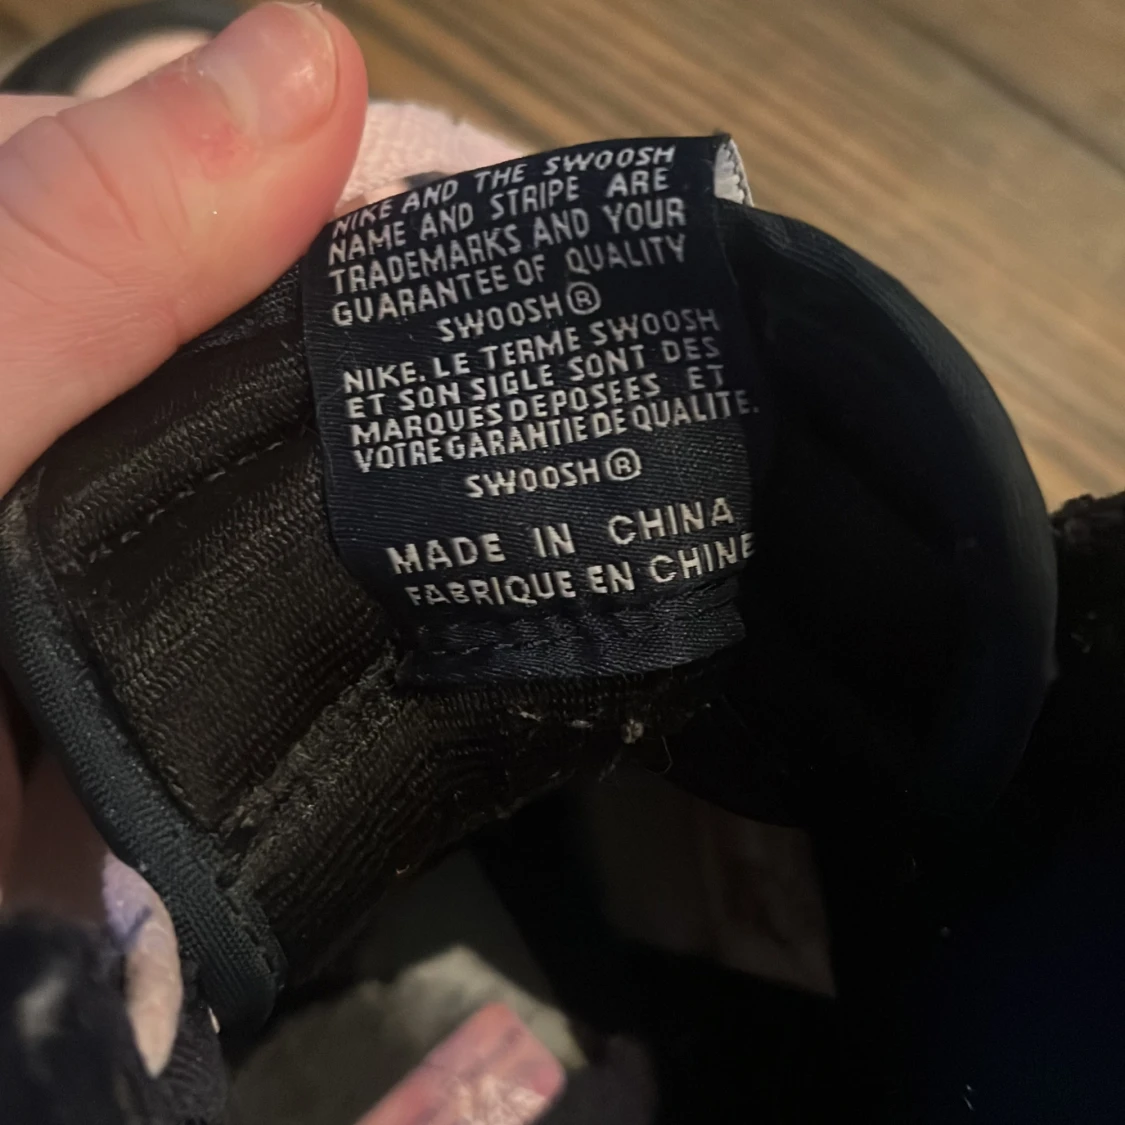 NIKE AND THE SWOOSH
NAME AND STRIPE ARE
TRADEMARKS AND YOUR
GUARANTEE OF QUALITY
SWOOSH®
NIKE. LE TERME SWOOSH
ET SON SIGLE SONT DES
MARQUES DEPOSEES ET
VOTRE GARANTIE DE QUALITE.
SWOOSH®
MADE IN CHINA
FABRIQUE EN CHINE